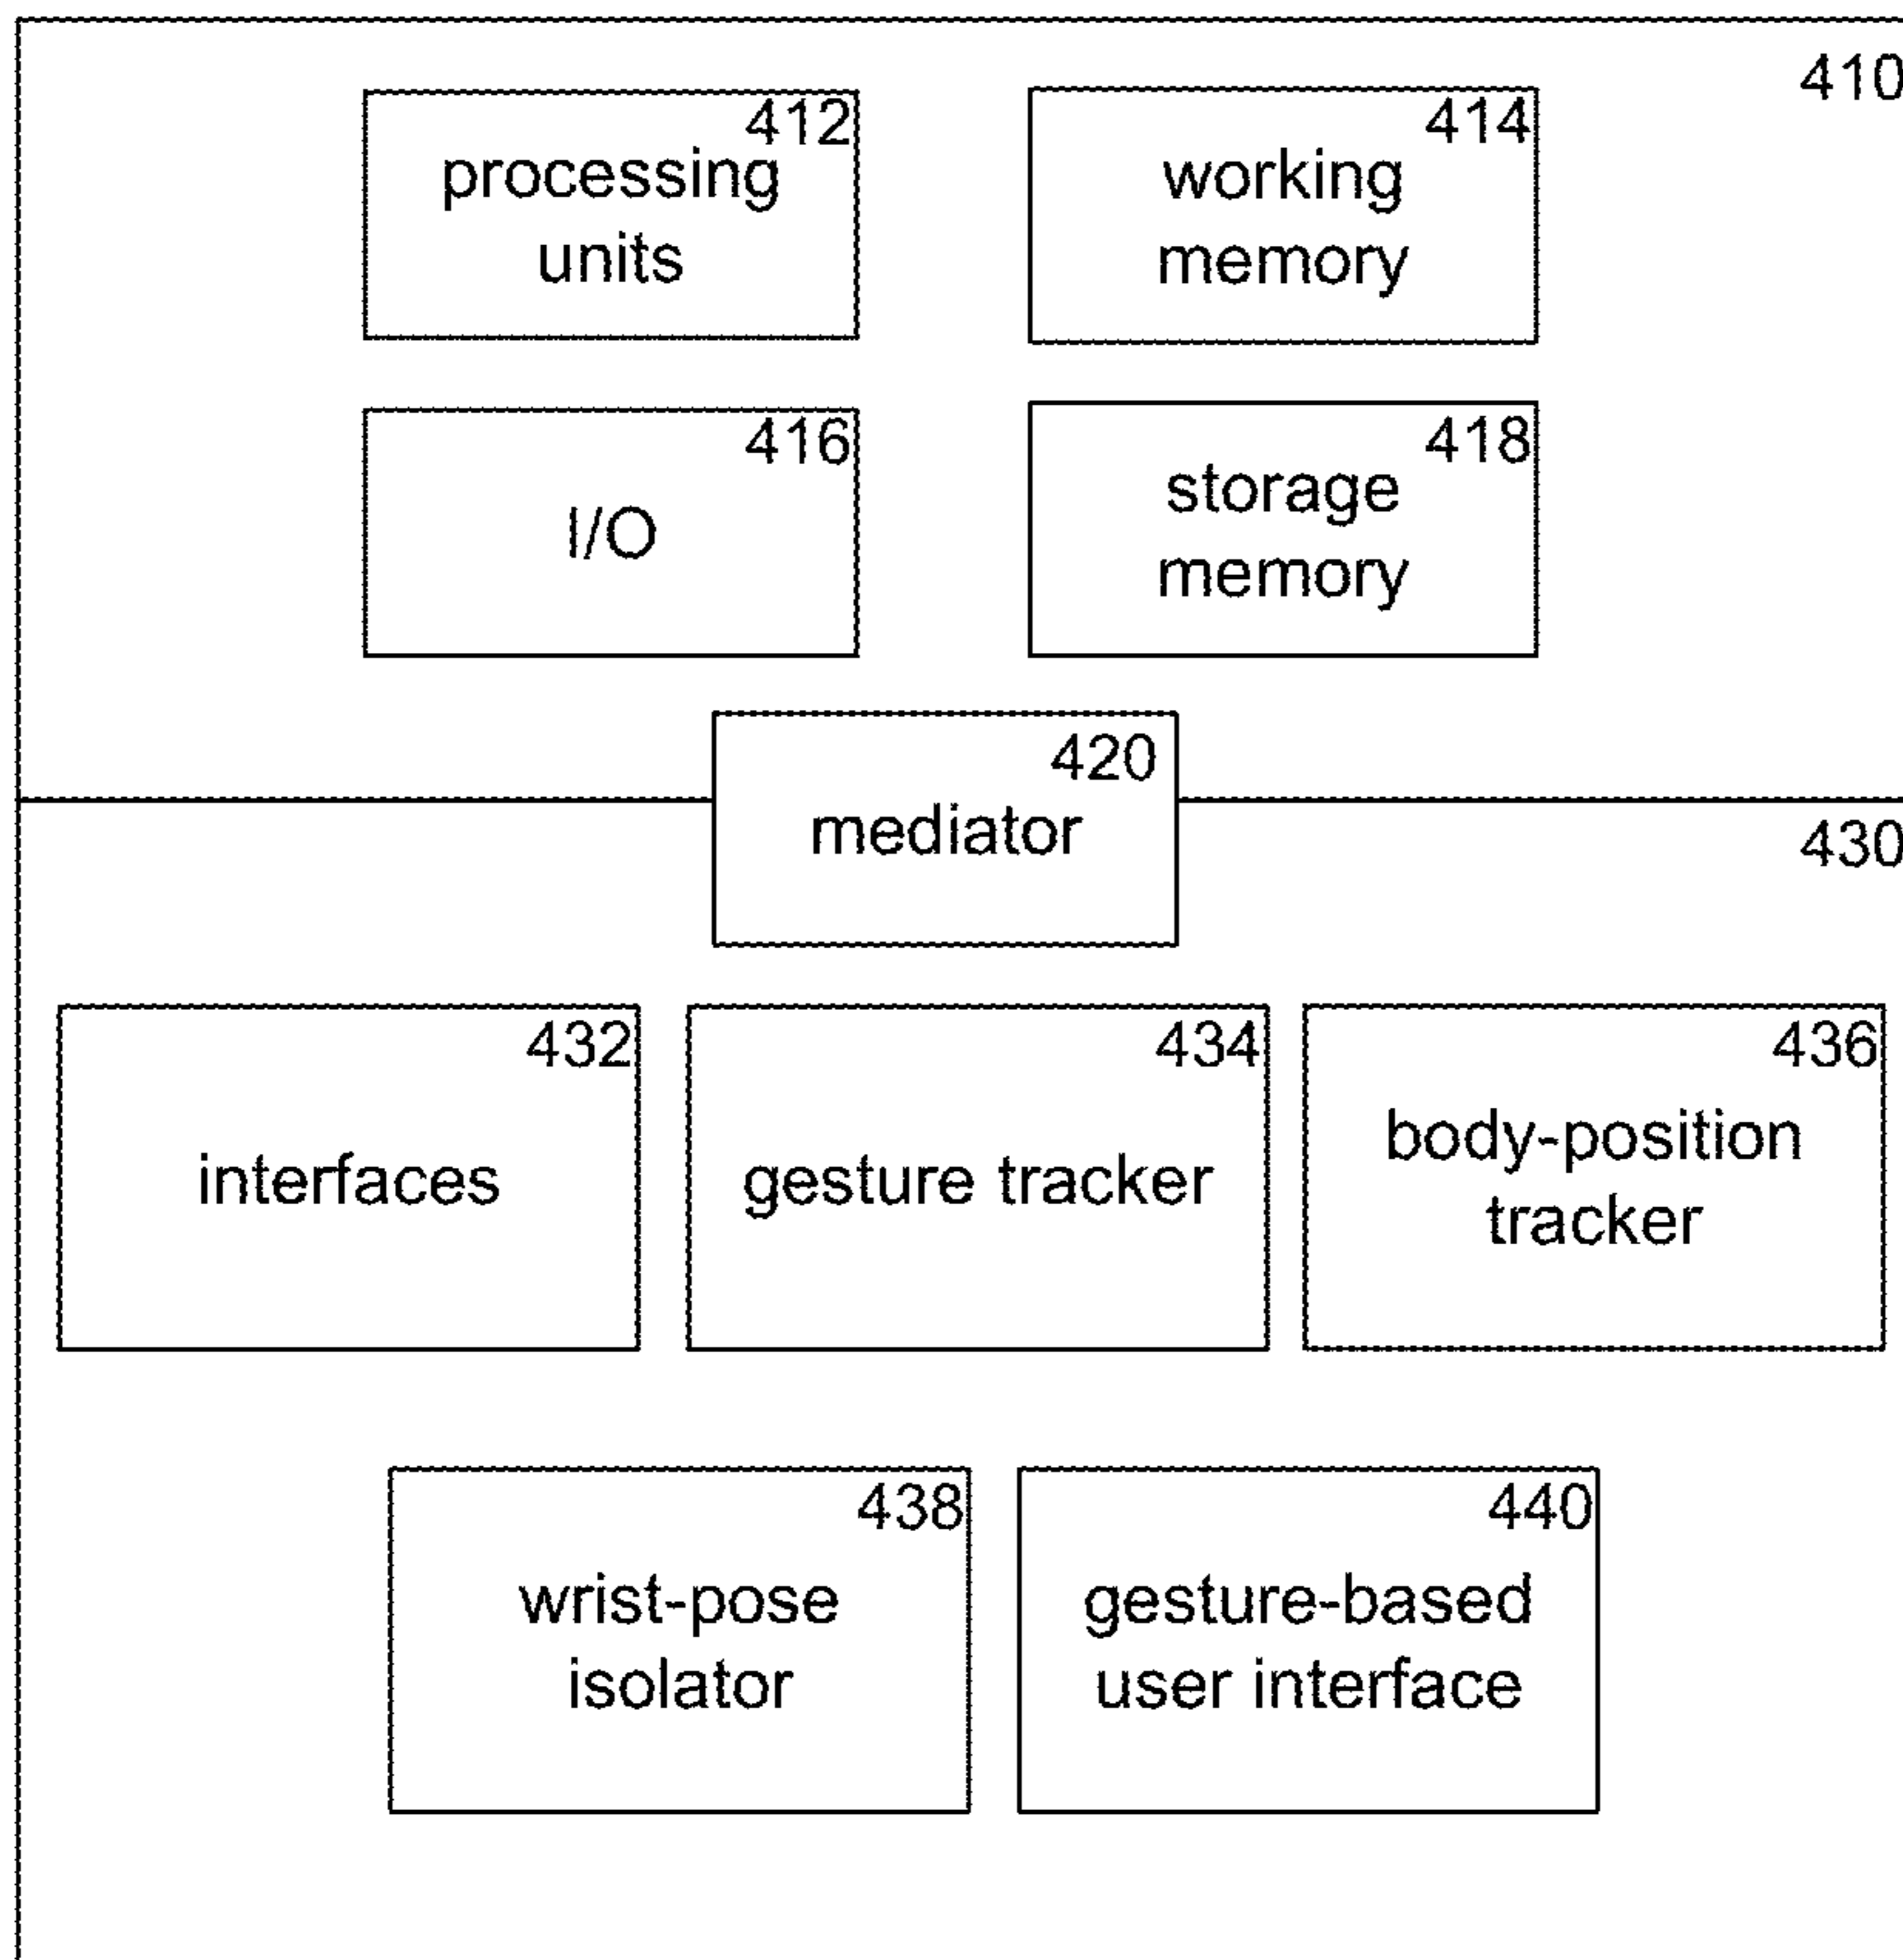 410
412
processing
units
414
working
memory
416
I/O
418
storage
memory
420
mediator
430
432
interfaces
434
gesture tracker
436
body-position
tracker
438
wrist-pose
isolator
440
gesture-based
user interface